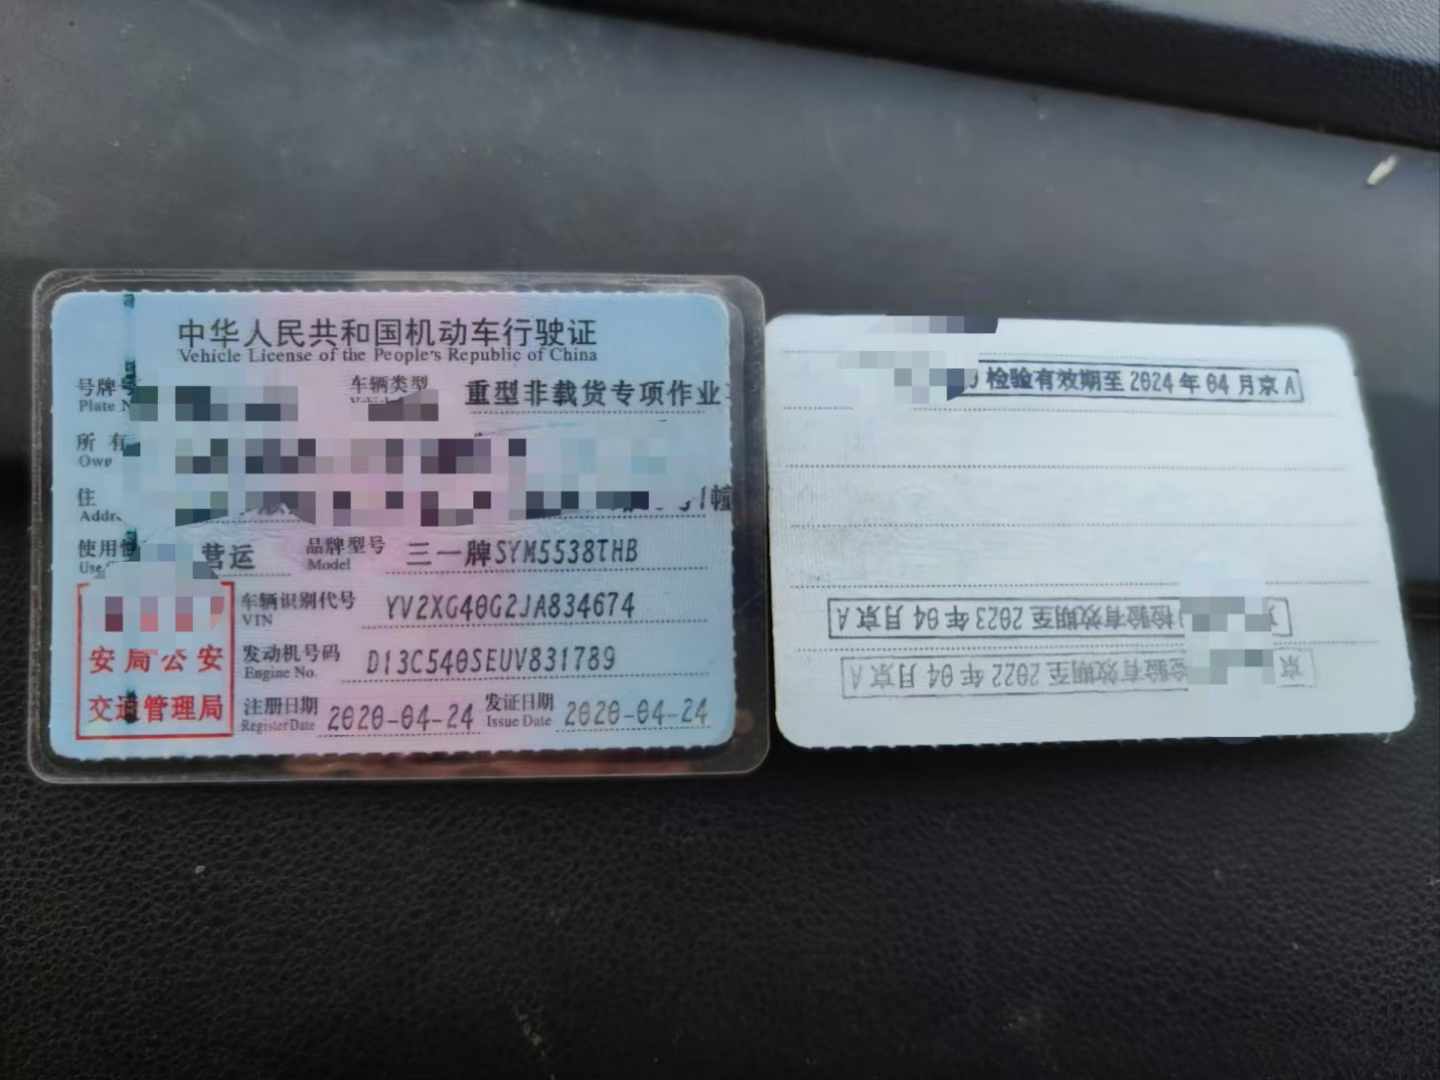 中华人民共和国机动车行驶证
Vehicle License of the People's Republic of China
号牌 车辆类型 重型非载货专项作业
Plate
所有
住
使用 营运 品牌型号 三一牌SYM5538THB
Model
车辆识别代号 YV2XG40G2JA834674
VIN
安局公安
发动机号码 D13C540SEUV831789
Engine No.
交通管理局
注册日期 2020-04-24 发证日期 2020-04-24
Register Date Issue Date
检验有效期至2024年04月京A
检验有效期至2023年04月京A
京 检验有效期至2022年04月京A